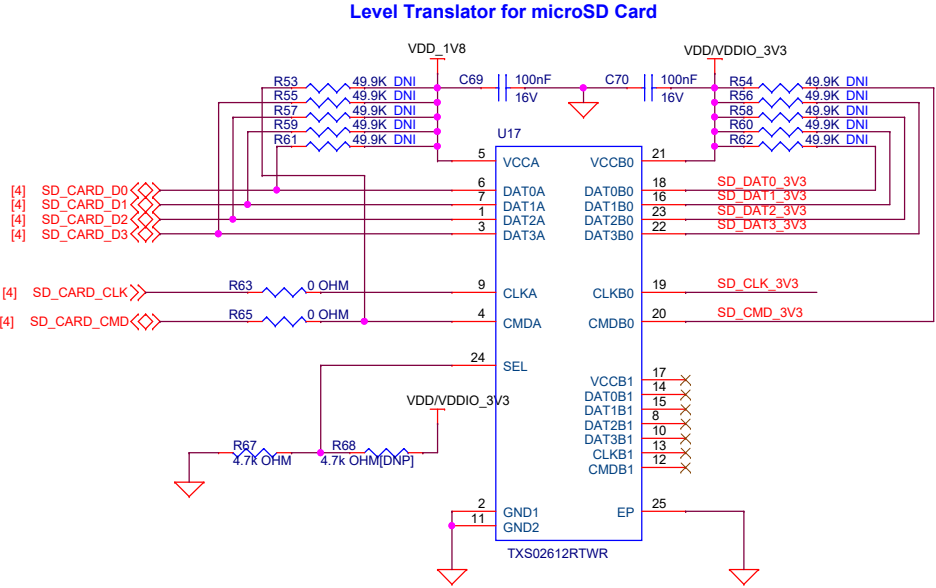 Level Translator for microSD Card
VDD_1V8
VDD/VDDIO_3V3
R53 49.9K DNI
R55 49.9K DNI
R57 49.9K DNI
R59 49.9K DNI
R61 49.9K DNI
C69 100nF
16V
C70 100nF
16V
R54 49.9K DNI
R56 49.9K DNI
R58 49.9K DNI
R60 49.9K DNI
R62 49.9K DNI
U17
5 VCCA VCCB0 21
[4] SD_CARD_D0 6 DAT0A DAT0B0 18 SD_DAT0_3V3
[4] SD_CARD_D1 7 DAT1A DAT1B0 16 SD_DAT1_3V3
[4] SD_CARD_D2 1 DAT2A DAT2B0 23 SD_DAT2_3V3
[4] SD_CARD_D3 3 DAT3A DAT3B0 22 SD_DAT3_3V3
[4] SD_CARD_CLK R63 0 OHM 9 CLKA CLKB0 19 SD_CLK_3V3
[4] SD_CARD_CMD R65 0 OHM 4 CMDA CMDB0 20 SD_CMD_3V3
24 SEL
VCCB1 17
DAT0B1 14
DAT1B1 15
DAT2B1 8
DAT3B1 10
CLKB1 13
CMDB1 12
VDD/VDDIO_3V3
R67
4.7k OHM
R68
4.7k OHM[DNP]
2 GND1 EP 25
11 GND2
TXS02612RTWR